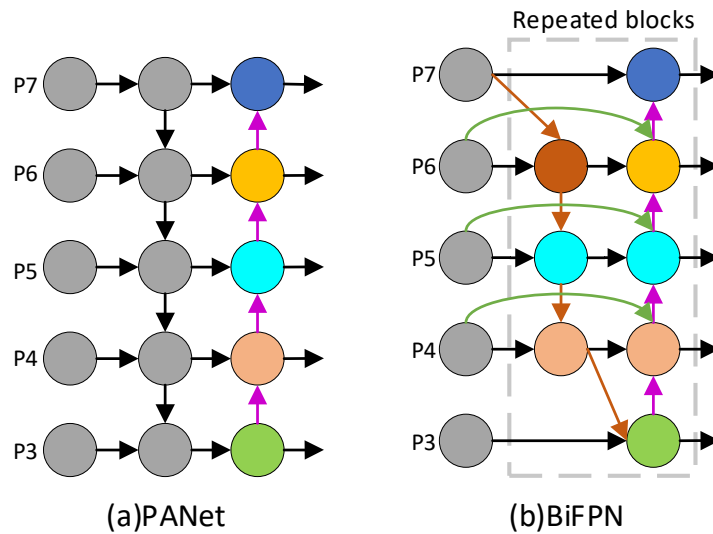 Repeated blocks
P7
P6
P5
P4
P3
(a)PANet
P7
P6
P5
P4
P3
(b)BiFPN